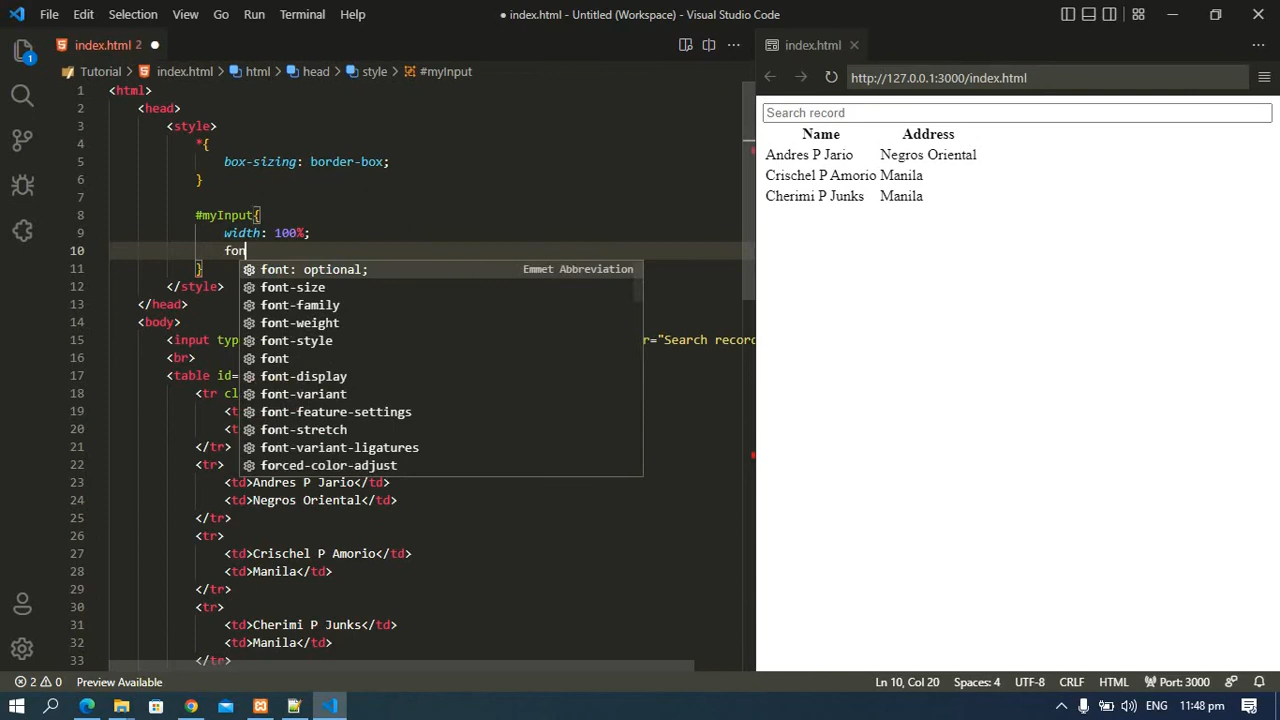 File Edit Selection View Go Run Terminal Help
● index.html - Untitled (Workspace) - Visual Studio Code
index.html 2 ●
Tutorial > index.html > html > head > style > #myInput
1 <html>
2 <head>
3 <style>
4 *{
5 box-sizing: border-box;
6 }
7
8 #myInput{
9 width: 100%;
10 fon
11 }
12 </style>
13 </head>
14 <body>
15 <input typ r="Search recor
16 <br>
17 <table id=
18 <tr cl
19 <t
20 <t
21 </tr>
22 <tr>
23 <td>Andres P Jario</td>
24 <td>Negros Oriental</td>
25 </tr>
26 <tr>
27 <td>Crischel P Amorio</td>
28 <td>Manila</td>
29 </tr>
30 <tr>
31 <td>Cherimi P Junks</td>
32 <td>Manila</td>
33 </tr>
font: optional; Emmet Abbreviation
font-size
font-family
font-weight
font-style
font
font-display
font-variant
font-feature-settings
font-stretch
font-variant-ligatures
forced-color-adjust
index.html
http://127.0.0.1:3000/index.html
Search record
Name Address
Andres P Jario Negros Oriental
Crischel P Amorio Manila
Cherimi P Junks Manila
1
2 0 Preview Available
Ln 10, Col 20 Spaces: 4 UTF-8 CRLF HTML Port: 3000
ENG 11:48 pm